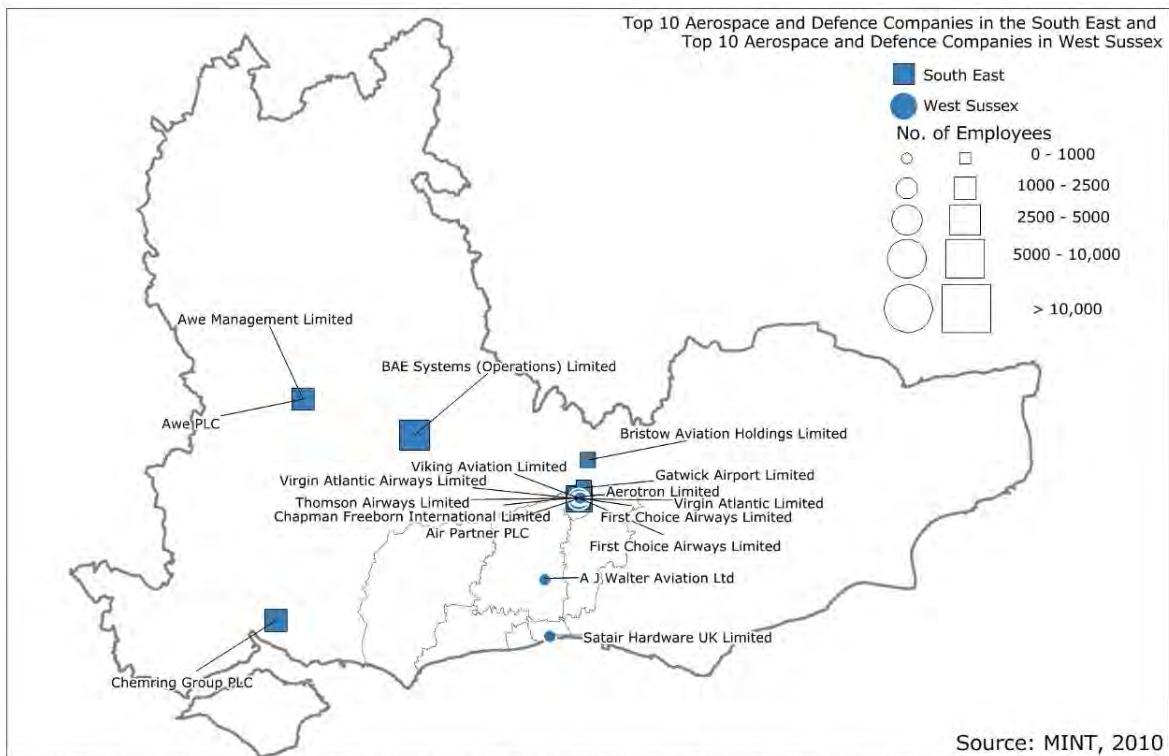 Top 10 Aerospace and Defence Companies in the South East and
Top 10 Aerospace and Defence Companies in West Sussex
South East
West Sussex
No. of Employees
0 - 1000
1000 - 2500
2500 - 5000
5000 - 10,000
> 10,000
Awe Management Limited
BAE Systems (Operations) Limited
Awe PLC
Bristow Aviation Holdings Limited
Viking Aviation Limited
Gatwick Airport Limited
Virgin Atlantic Airways Limited
Aerotron Limited
Thomson Airways Limited
Virgin Atlantic Limited
Chapman Freeborn International Limited
First Choice Airways Limited
Air Partner PLC
First Choice Airways Limited
A J Walter Aviation Ltd
Satair Hardware UK Limited
Chemring Group PLC
Source: MINT, 2010